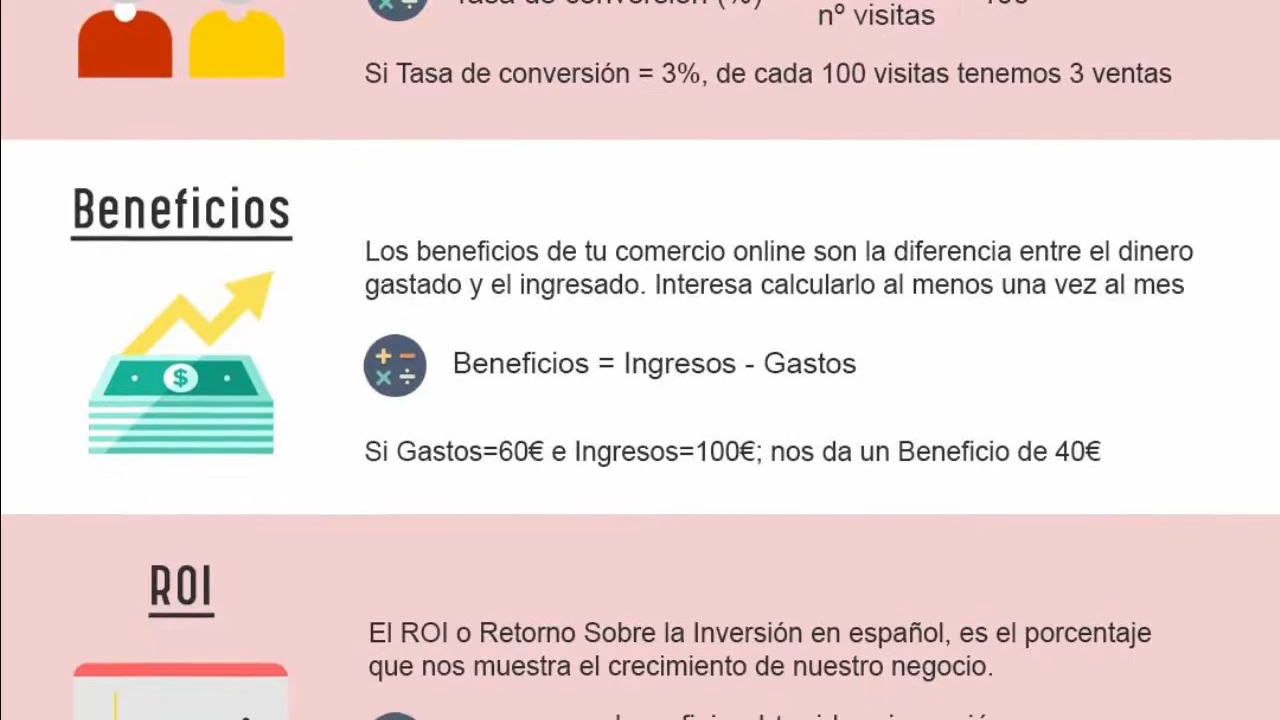 Tasa de conversión (%)
nº visitas
Si Tasa de conversión = 3%, de cada 100 visitas tenemos 3 ventas
Beneficios
Los beneficios de tu comercio online son la diferencia entre el dinero
gastado y el ingresado. Interesa calcularlo al menos una vez al mes
$
Beneficios = Ingresos - Gastos
Si Gastos=60€ e Ingresos=100€; nos da un Beneficio de 40€
ROI
El ROI o Retorno Sobre la Inversión en español, es el porcentaje
que nos muestra el crecimiento de nuestro negocio.